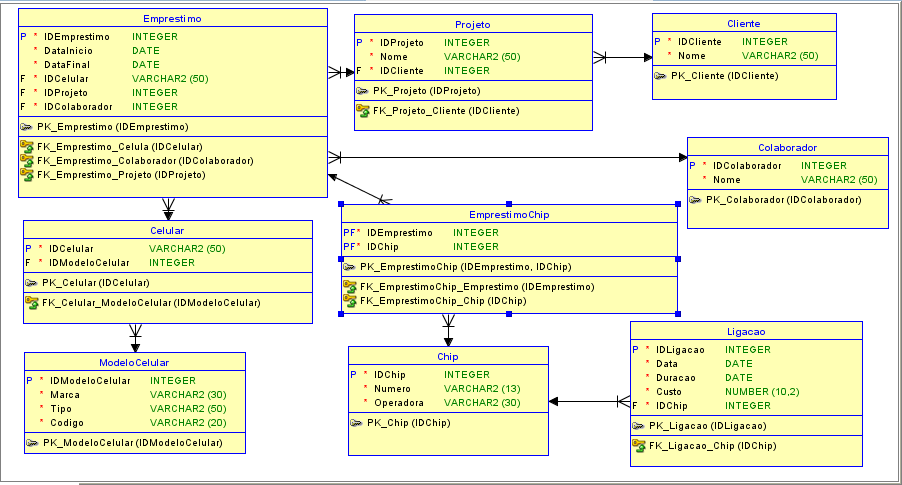 Emprestimo
P * IDEmprestimo INTEGER
* DataInicio DATE
* DataFinal DATE
F * IDCelular VARCHAR2 (50)
F * IDProjeto INTEGER
F * IDColaborador INTEGER
PK_Emprestimo (IDEmprestimo)
FK_Emprestimo_Celula (IDCelular)
FK_Emprestimo_Colaborador (IDColaborador)
FK_Emprestimo_Projeto (IDProjeto)
Projeto
P * IDProjeto INTEGER
* Nome VARCHAR2 (50)
F * IDCliente INTEGER
PK_Projeto (IDProjeto)
FK_Projeto_Cliente (IDCliente)
Cliente
P * IDCliente INTEGER
* Nome VARCHAR2 (50)
PK_Cliente (IDCliente)
Colaborador
P * IDColaborador INTEGER
* Nome VARCHAR2 (50)
PK_Colaborador (IDColaborador)
EmprestimoChip
PF* IDEmprestimo INTEGER
PF* IDChip INTEGER
PK_EmprestimoChip (IDEmprestimo, IDChip)
FK_EmprestimoChip_Emprestimo (IDEmprestimo)
FK_EmprestimoChip_Chip (IDChip)
Celular
P * IDCelular VARCHAR2 (50)
F * IDModeloCelular INTEGER
PK_Celular (IDCelular)
FK_Celular_ModeloCelular (IDModeloCelular)
ModeloCelular
P * IDModeloCelular INTEGER
* Marca VARCHAR2 (30)
* Tipo VARCHAR2 (50)
* Codigo VARCHAR2 (20)
PK_ModeloCelular (IDModeloCelular)
Chip
P * IDChip INTEGER
* Numero VARCHAR2 (13)
* Operadora VARCHAR2 (30)
PK_Chip (IDChip)
Ligacao
P * IDLigacao INTEGER
* Data DATE
* Duracao DATE
* Custo NUMBER (10,2)
F * IDChip INTEGER
PK_Ligacao (IDLigacao)
FK_Ligacao_Chip (IDChip)